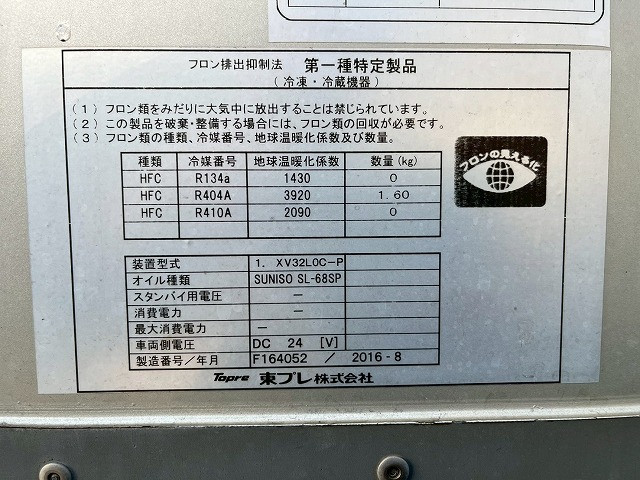 フロン排出抑制法 第一種特定製品
(冷凍・冷蔵機器)
(1) フロン類をみだりに大気中に放出することは禁じられています。
(2) この製品を破棄・整備する場合には、フロン類の回収が必要です。
(3) フロン類の種類、冷媒番号、地球温暖化係数及び数量。
種類 冷媒番号 地球温暖化係数 数量(kg)
HFC R134a 1430 0
HFC R404A 3920 1.60
HFC R410A 2090 0
フロンの見える化
装置型式 1. XV32LOC-P
オイル種類 SUNISO SL-68SP
スタンバイ用電圧 -
消費電力 -
最大消費電力 -
車両側電圧 DC 24 [V]
製造番号/年月 F164052 / 2016-8
Topre 東プレ株式会社